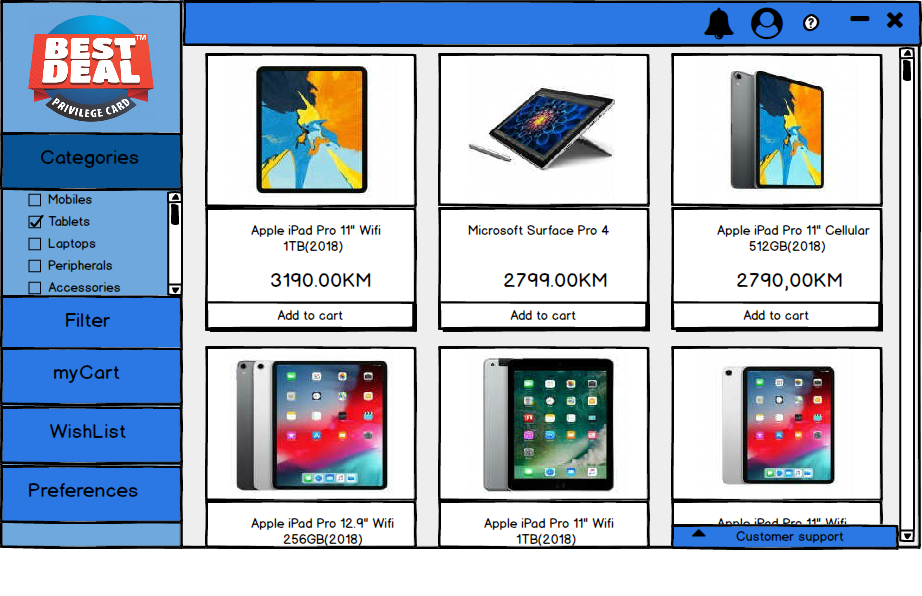 BEST
DEAL
TM
PRIVILEGE CARD
Categories
Mobiles
Tablets
Laptops
Peripherals
Accessories
Filter
myCart
WishList
Preferences
?
Apple iPad Pro 11" Wifi
1TB(2018)
3190.00KM
Add to cart
Microsoft Surface Pro 4
2799.00KM
Add to cart
Apple iPad Pro 11" Cellular
512GB(2018)
2790,00KM
Add to cart
Apple iPad Pro 12.9" Wifi
256GB(2018)
Apple iPad Pro 11" Wifi
1TB(2018)
Apple iPad Pro 11" Wifi
Customer support